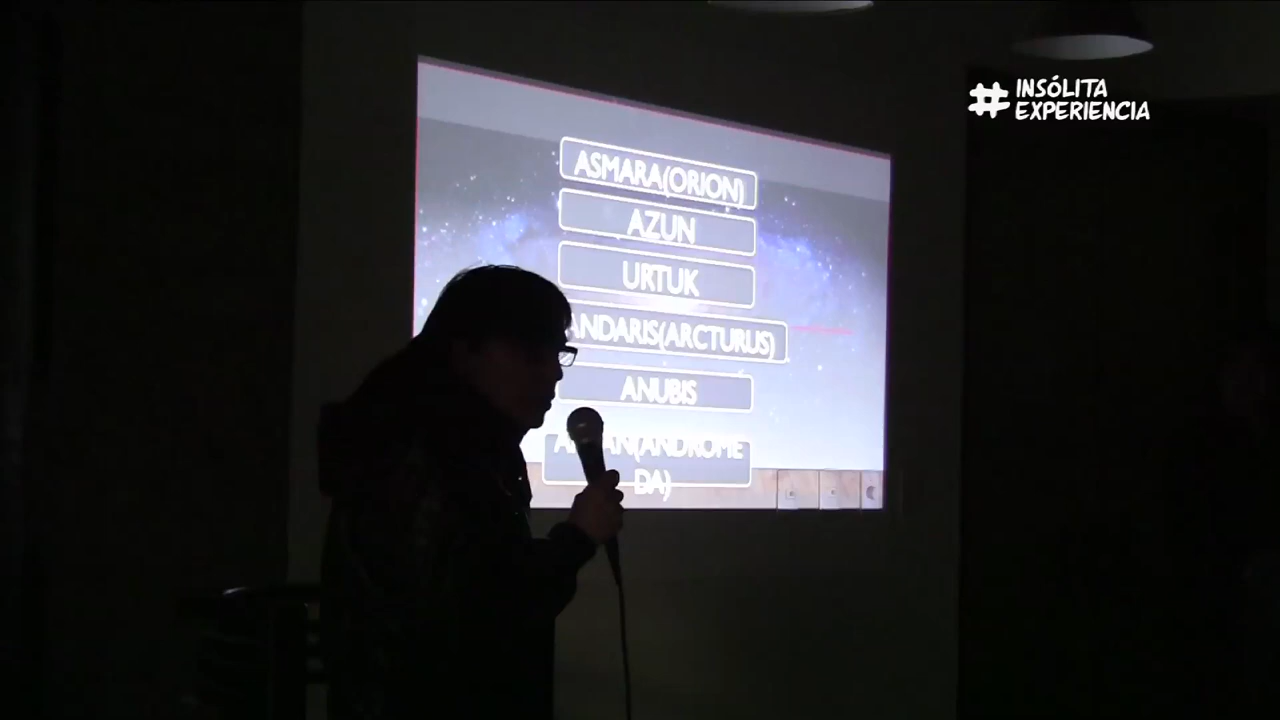 #INSÓLITA
EXPERIENCIA
ASMARA(ORION)
AZUN
URTUK
ANDARIS(ARCTURUS)
ANUBIS
(ANDROME
DA)